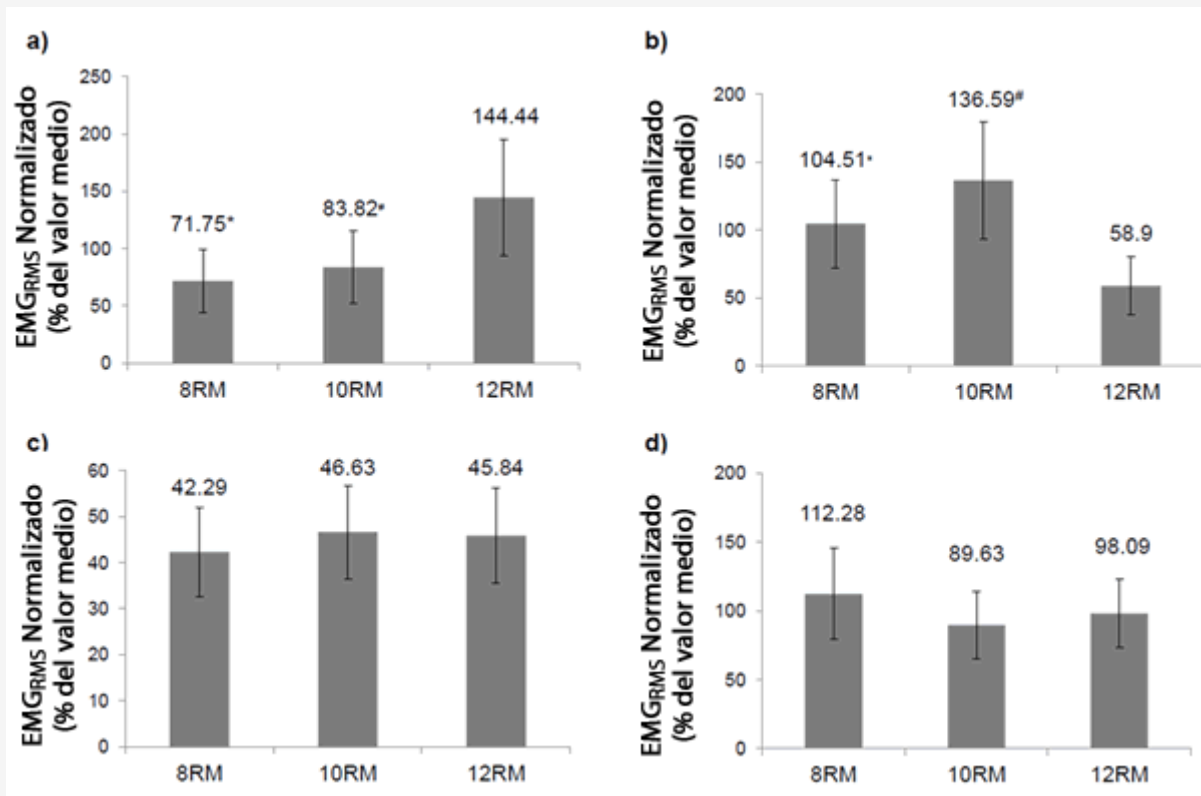 a)
EMGRMS Normalizado
(% del valor medio)
250
200
150
100
50
0
71.75*
83.82#
144.44
8RM
10RM
12RM
b)
EMGRMS Normalizado
(% del valor medio)
200
150
100
50
0
104.51*
136.59#
58.9
8RM
10RM
12RM
c)
EMGRMS Normalizado
(% del valor medio)
60
50
40
30
20
10
0
42.29
46.63
45.84
8RM
10RM
12RM
d)
EMGRMS Normalizado
(% del valor medio)
200
150
100
50
0
112.28
89.63
98.09
8RM
10RM
12RM